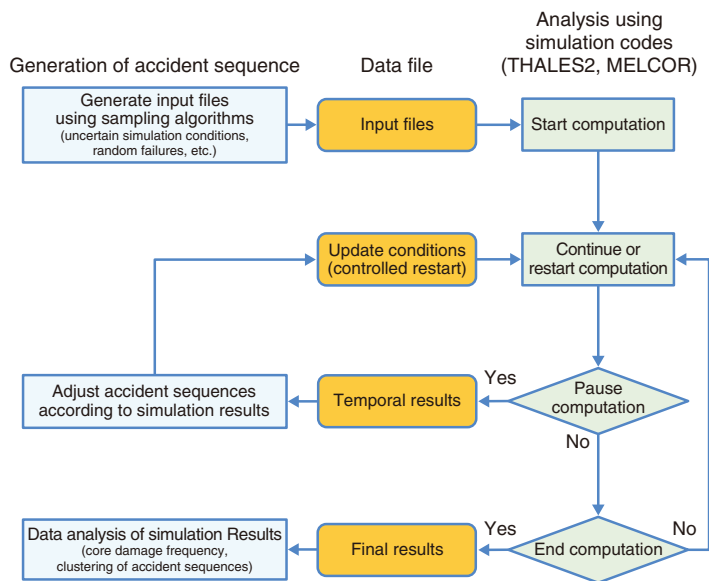 Generation of accident sequence
Data file
Analysis using
simulation codes
(THALES2, MELCOR)
Generate input files
using sampling algorithms
(uncertain simulation conditions,
random failures, etc.)
Input files
Start computation
Update conditions
(controlled restart)
Continue or
restart computation
Adjust accident sequences
according to simulation results
Temporal results
Yes
Pause
computation
No
Data analysis of simulation Results
(core damage frequency,
clustering of accident sequences)
Final results
Yes
End computation
No